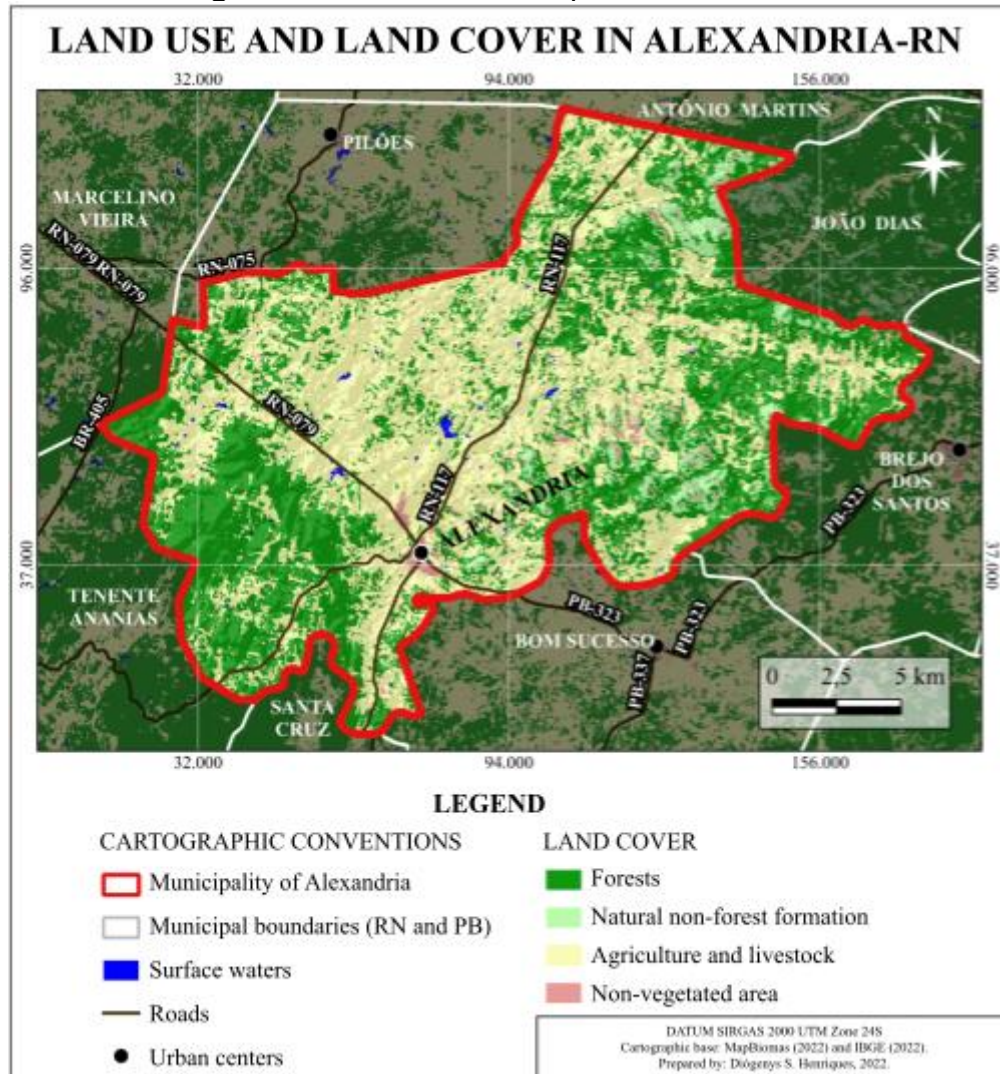 LAND USE AND LAND COVER IN ALEXANDRIA-RN
32.000 94.000 156.000
ANTÔNIO MARTINS
N
PILÕES
MARCELINO
VIEIRA
JOÃO DIAS
RN-079
RN-079
RN-075
RN-117
96.000
96.000
BR-405
RN-079
RN-117
ALEXANDRIA
BREJO
DOS
SANTOS
PB-323
37.000
37.000
TENENTE
ANANIAS
PB-323
BOM SUCESSO
PB-323
PB-337
SANTA
CRUZ
0 2,5 5 km
32.000 94.000 156.000
LEGEND
CARTOGRAPHIC CONVENTIONS
Municipality of Alexandria
Municipal boundaries (RN and PB)
Surface waters
Roads
Urban centers
LAND COVER
Forests
Natural non-forest formation
Agriculture and livestock
Non-vegetated area
DATUM SIRGAS 2000 UTM Zone 24S
Cartographic base: MapBiomas (2022) and IBGE (2022).
Prepared by: Diógenys S. Henriques, 2022.